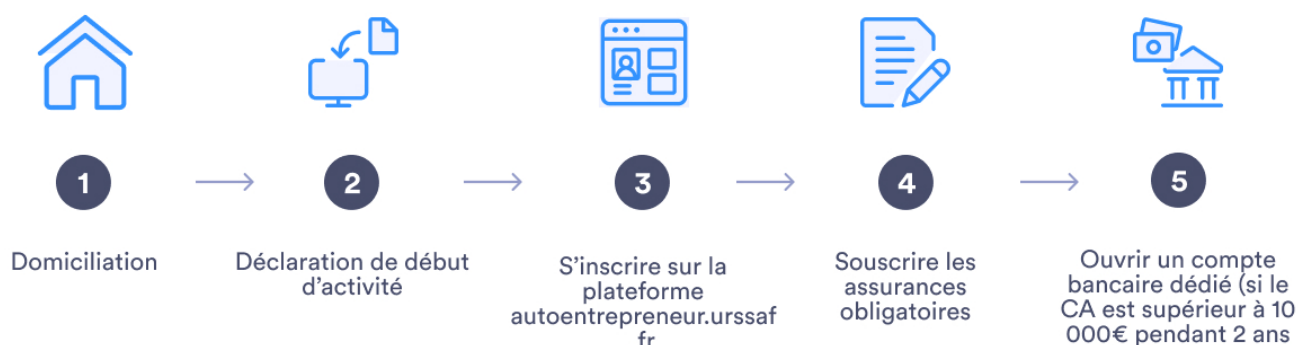 1
2
3
4
5
Domiciliation
Déclaration de début
d’activité
S’inscrire sur la
plateforme
autoentrepreneur.urssaf
fr
Souscrire les
assurances
obligatoires
Ouvrir un compte
bancaire dédié (si le
CA est supérieur à 10
000€ pendant 2 ans